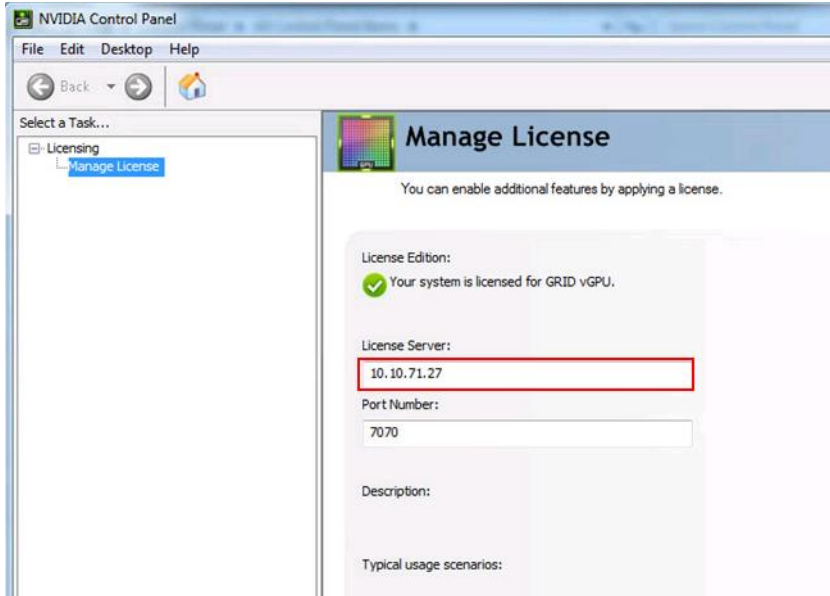 NVIDIA Control Panel
File Edit Desktop Help
Back
Select a Task...
Licensing
Manage License
Manage License
You can enable additional features by applying a license.
License Edition:
Your system is licensed for GRID vGPU.
License Server:
10.10.71.27
Port Number:
7070
Description:
Typical usage scenarios: